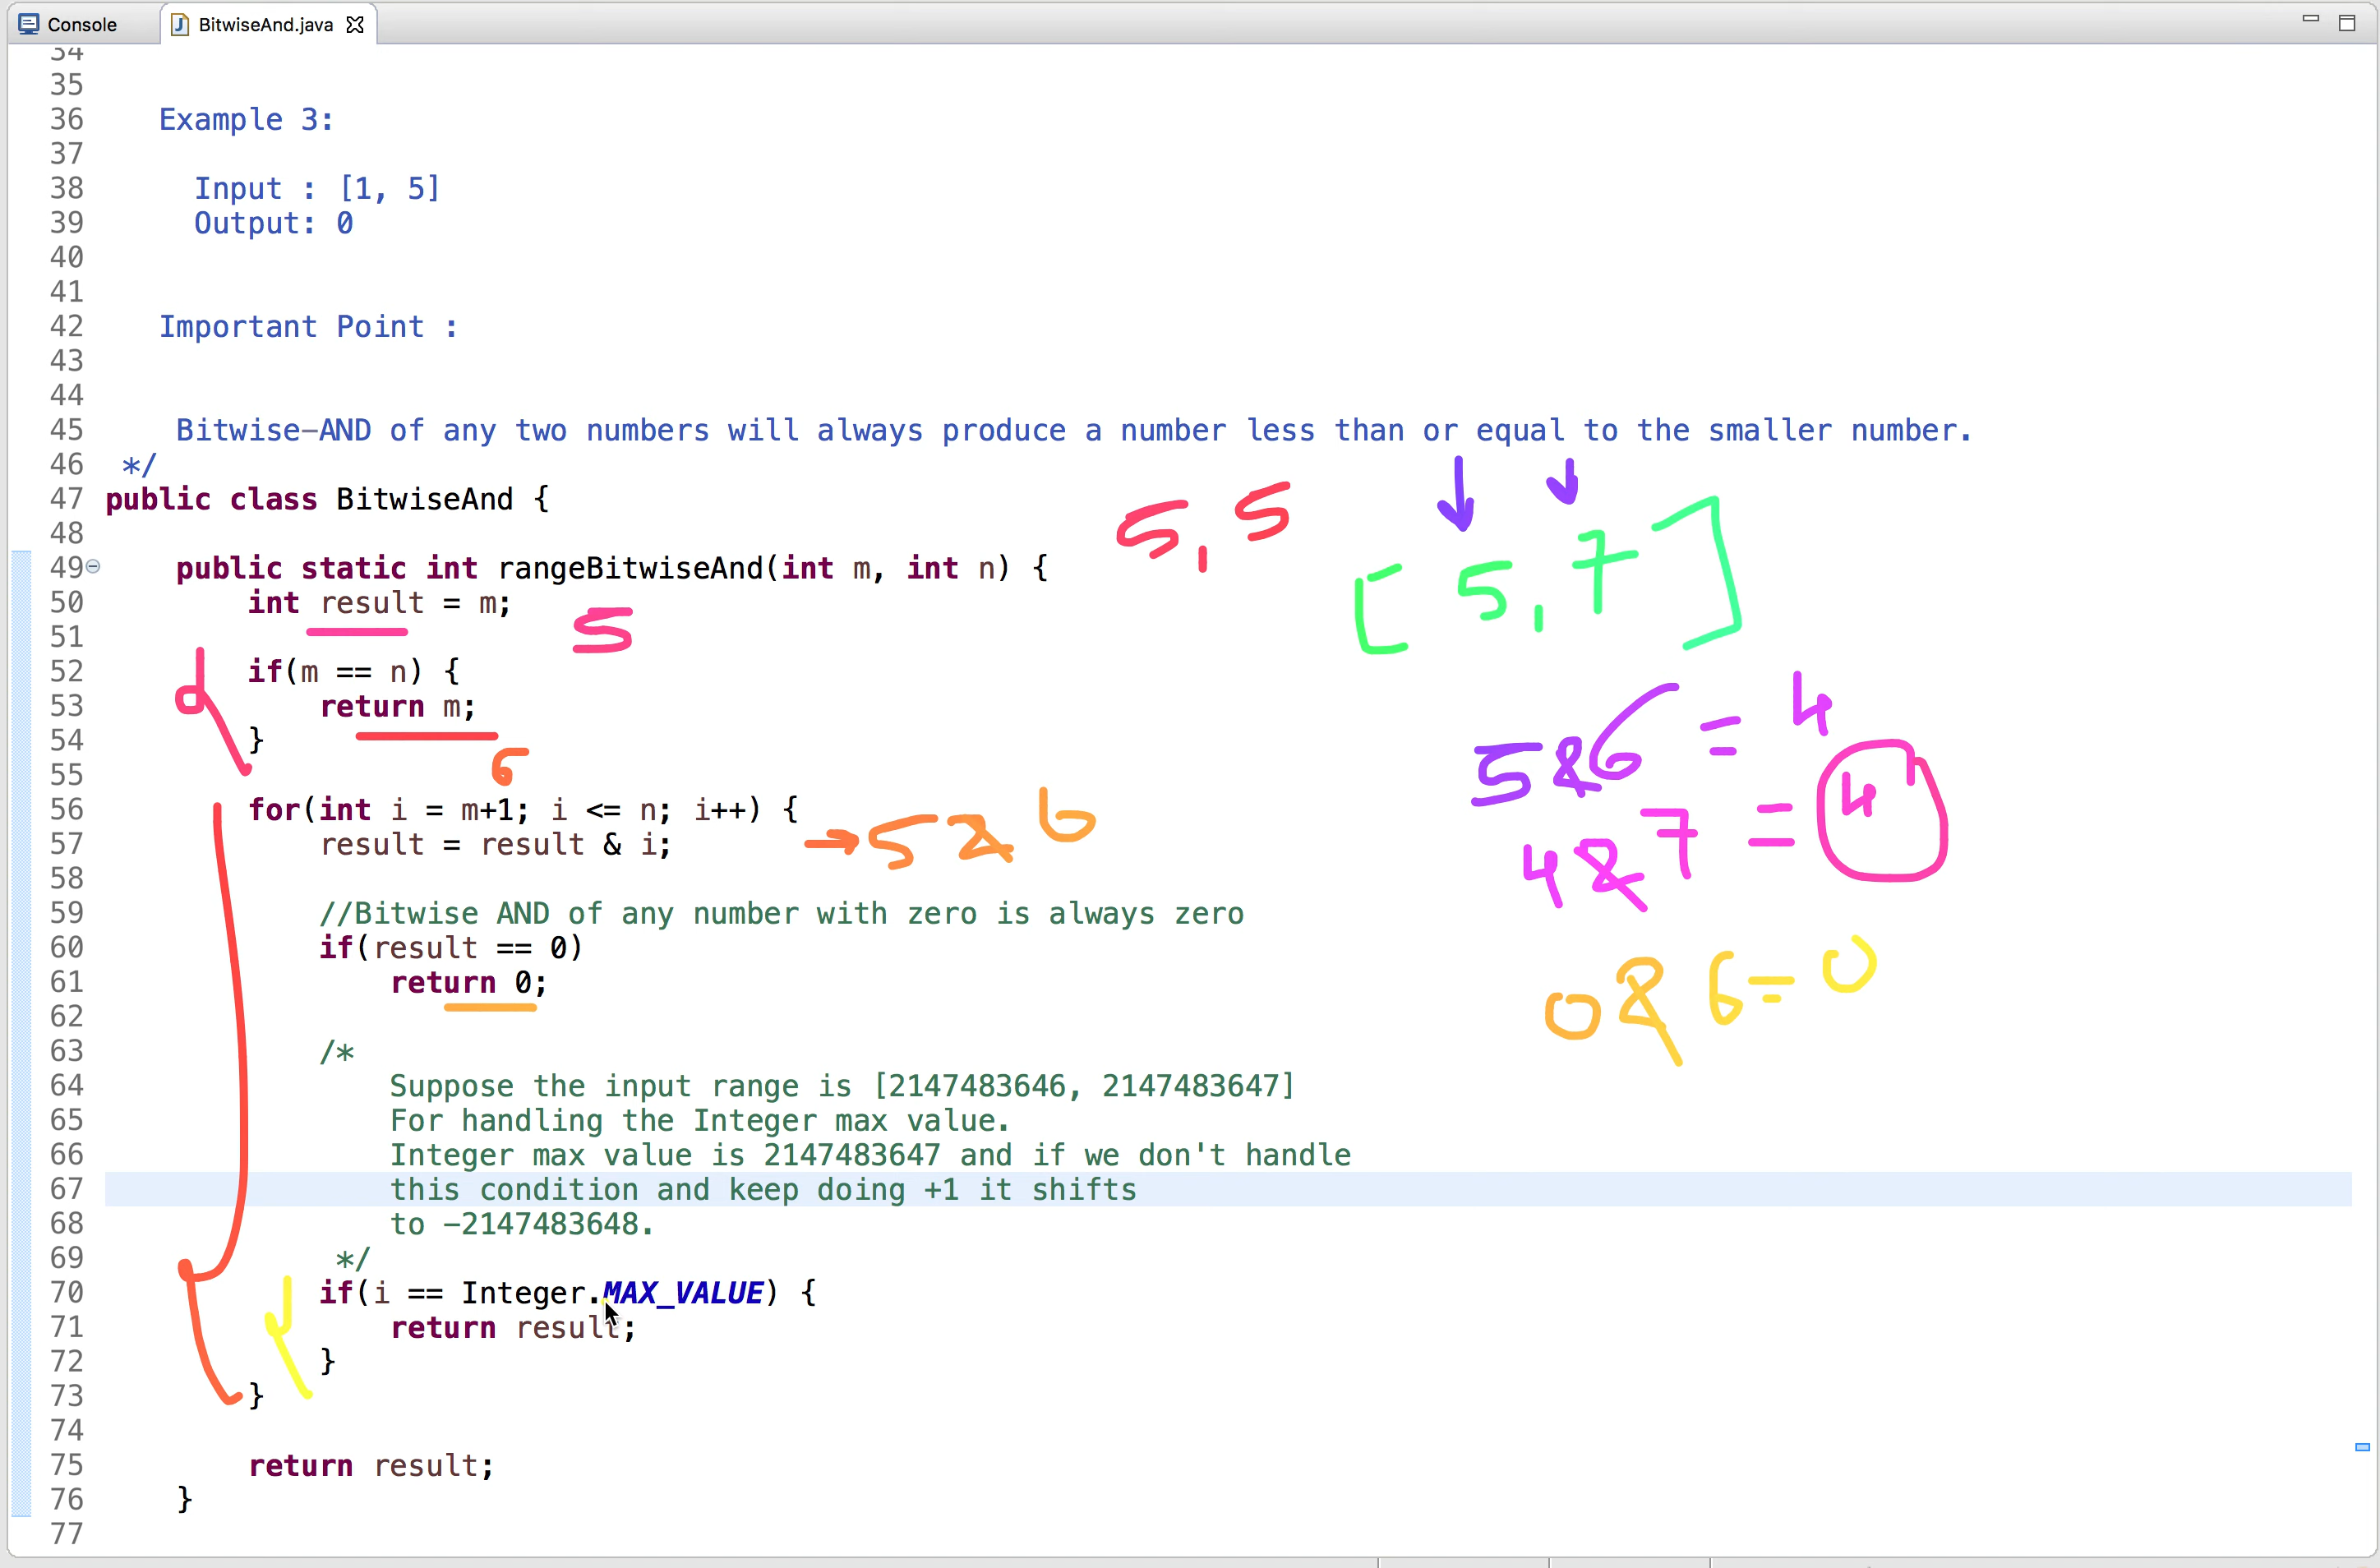 Console BitwiseAnd.java
34
35
36 Example 3:
37
38 Input : [1, 5]
39 Output: 0
40
41
42 Important Point :
43
44
45 Bitwise-AND of any two numbers will always produce a number less than or equal to the smaller number.
46 */
47 public class BitwiseAnd {
5, 5
48
[5, 7]
49 public static int rangeBitwiseAnd(int m, int n) {
50 int result = m;
5
51
52 if(m == n) {
53 return m;
54 }
5&6 = 4
55
6
56 for(int i = m+1; i <= n; i++) {
57 result = result & i;
5 & 6
4&7 = 4
58
59 //Bitwise AND of any number with zero is always zero
60 if(result == 0)
61 return 0;
0 & 6 = 0
62
63 /*
64 Suppose the input range is [2147483646, 2147483647]
65 For handling the Integer max value.
66 Integer max value is 2147483647 and if we don't handle
67 this condition and keep doing +1 it shifts
68 to -2147483648.
69 */
70 if(i == Integer.MAX_VALUE) {
71 return result;
72 }
73 }
74
75 return result;
76 }
77